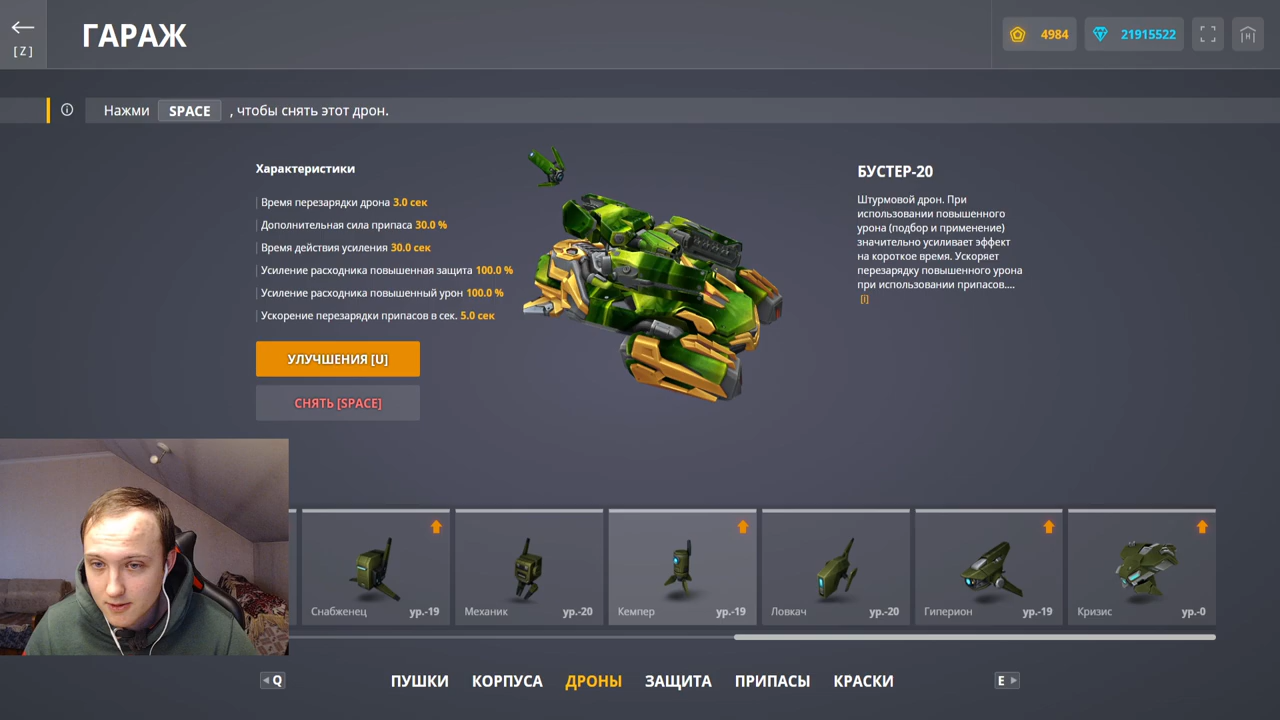 [Z]
ГАРАЖ
4984
21915522
Нажми SPACE , чтобы снять этот дрон.
Характеристики
Время перезарядки дрона 3.0 сек
Дополнительная сила припаса 30.0 %
Время действия усиления 30.0 сек
Усиление расходника повышенная защита 100.0 %
Усиление расходника повышенный урон 100.0 %
Ускорение перезарядки припасов в сек. 5.0 сек
УЛУЧШЕНИЯ [U]
СНЯТЬ [SPACE]
БУСТЕР-20
Штурмовой дрон. При
использовании повышенного
урона (подбор и применение)
значительно усиливает эффект
на короткое время. Ускоряет
перезарядку повышенного урона
при использовании припасов....
[i]
Снабженец ур.-19
Механик ур.-20
Кемпер ур.-19
Ловкач ур.-20
Гиперион ур.-19
Кризис ур.-0
Q
ПУШКИ
КОРПУСА
ДРОНЫ
ЗАЩИТА
ПРИПАСЫ
КРАСКИ
E